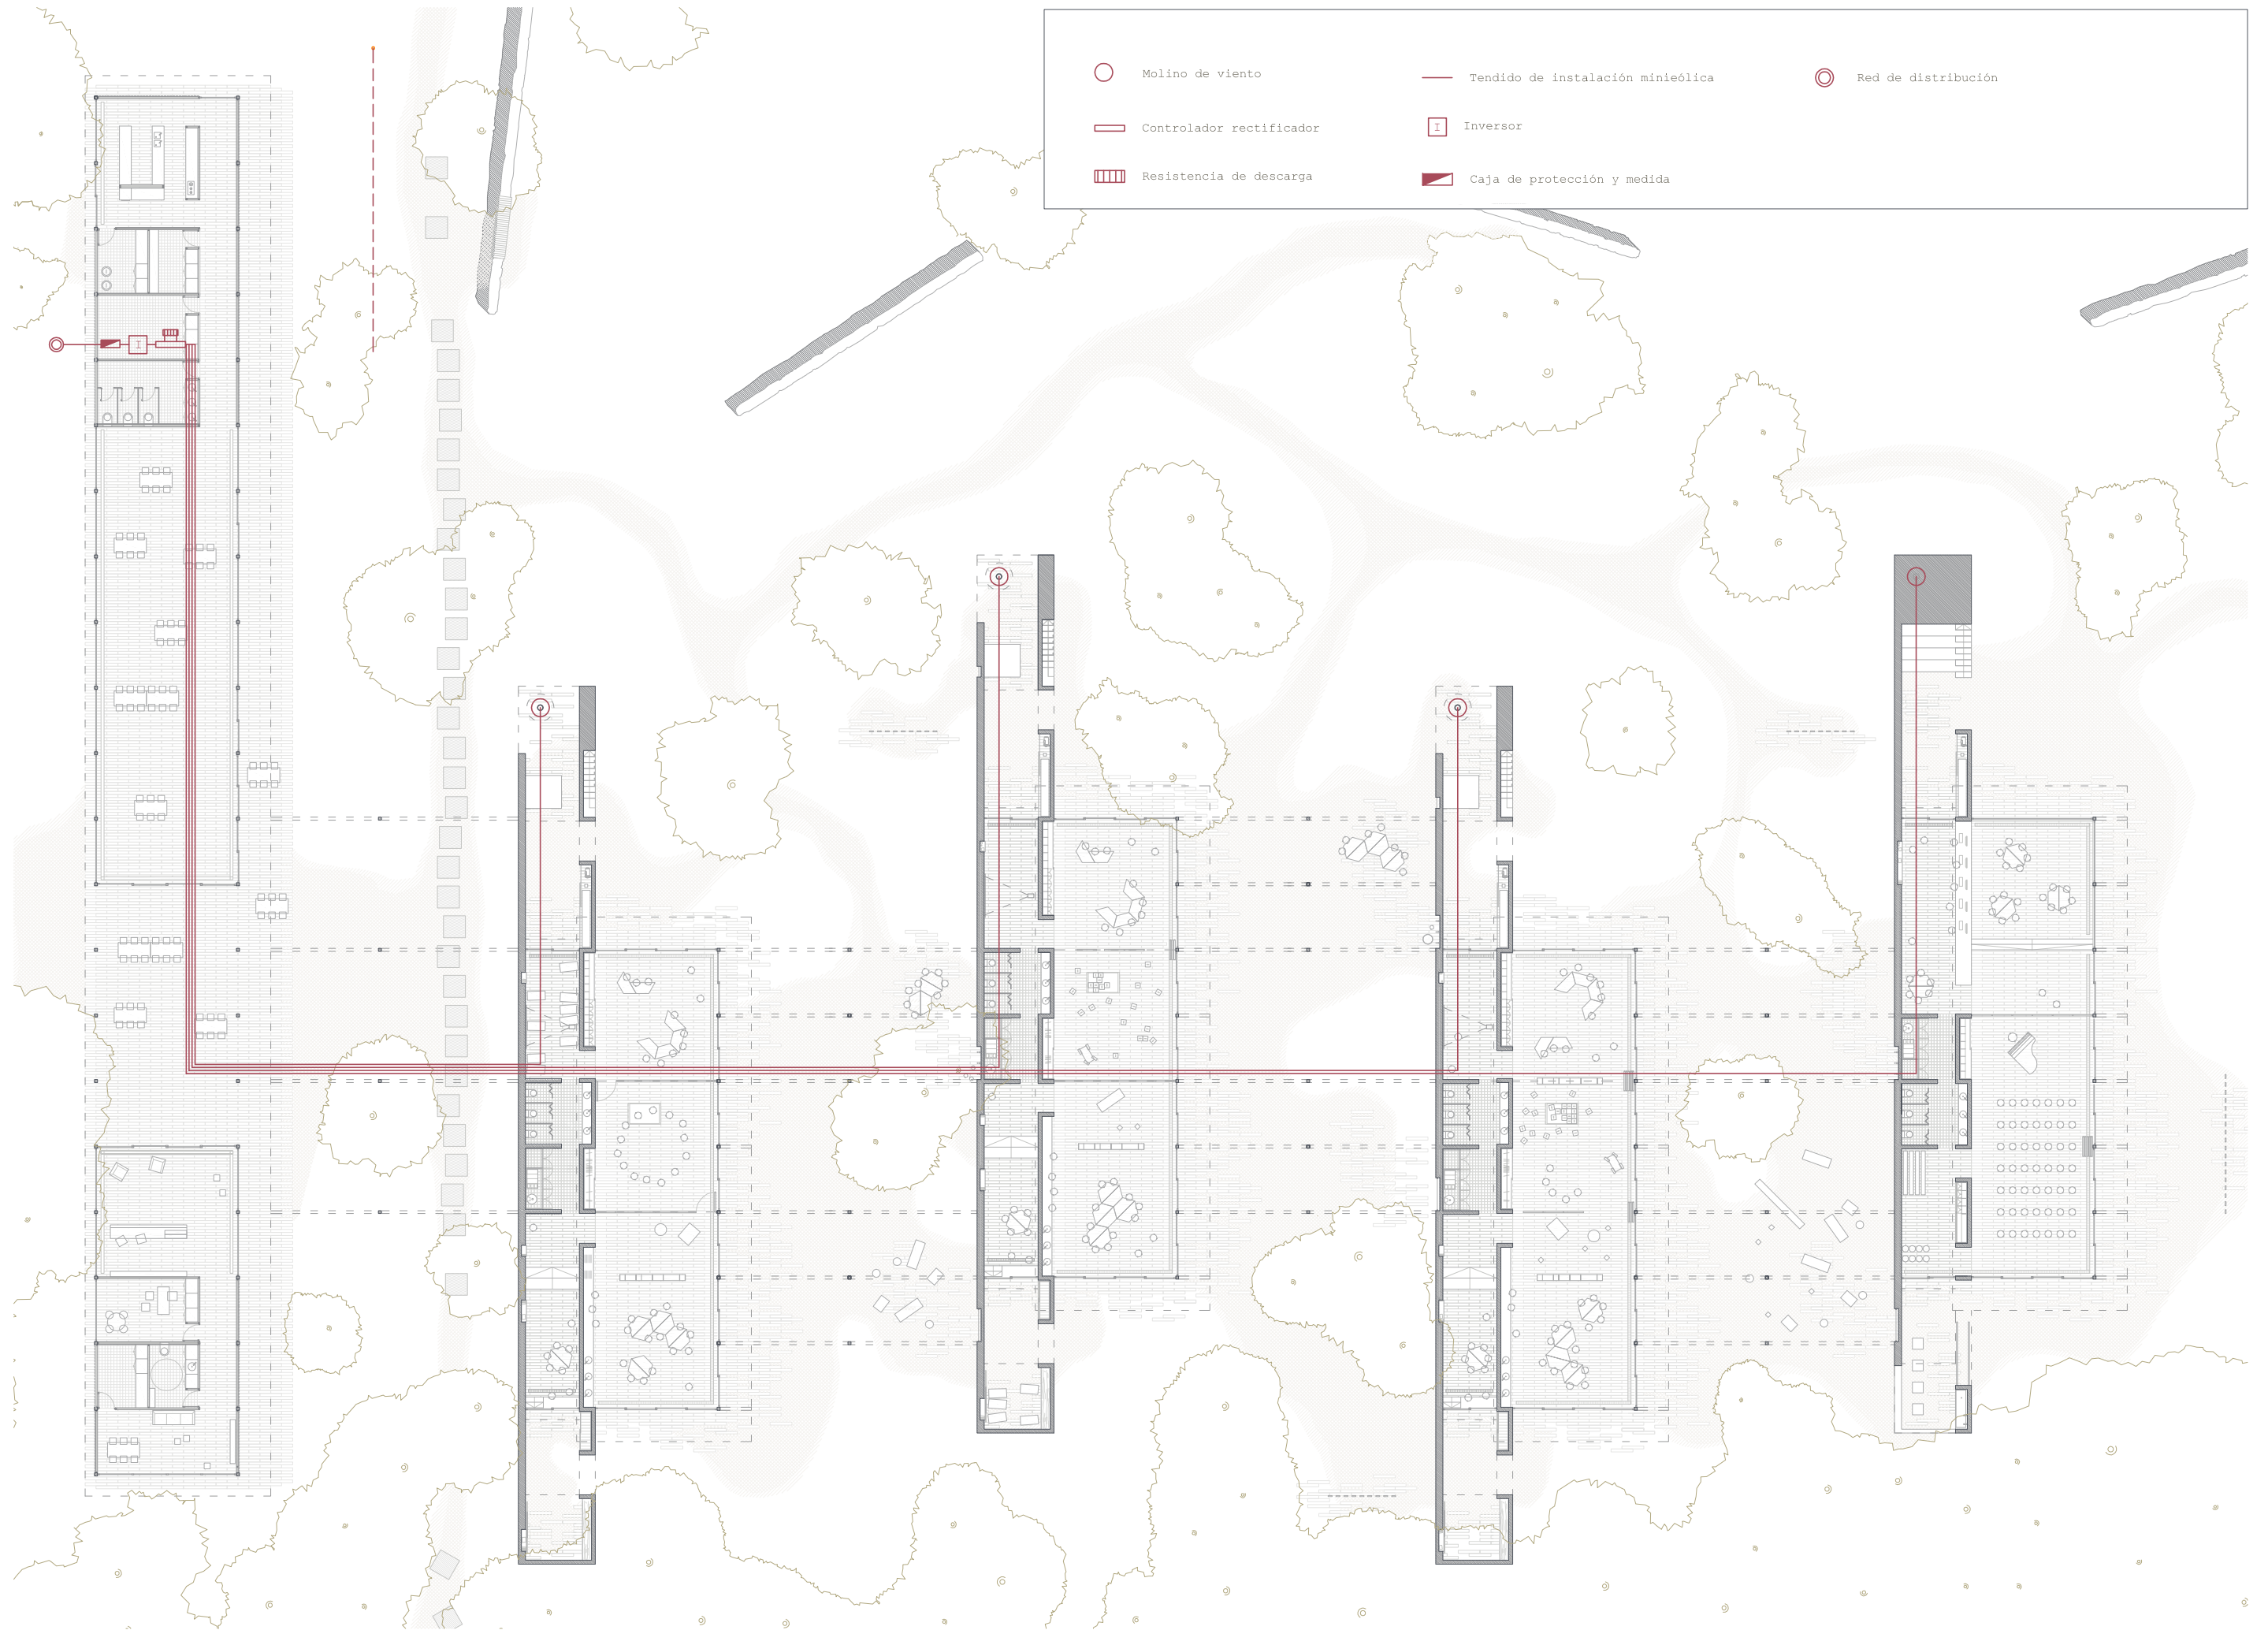 Molino de viento
Tendido de instalación minieólica
Red de distribución
Controlador rectificador
I
Inversor
Resistencia de descarga
Caja de protección y medida
I